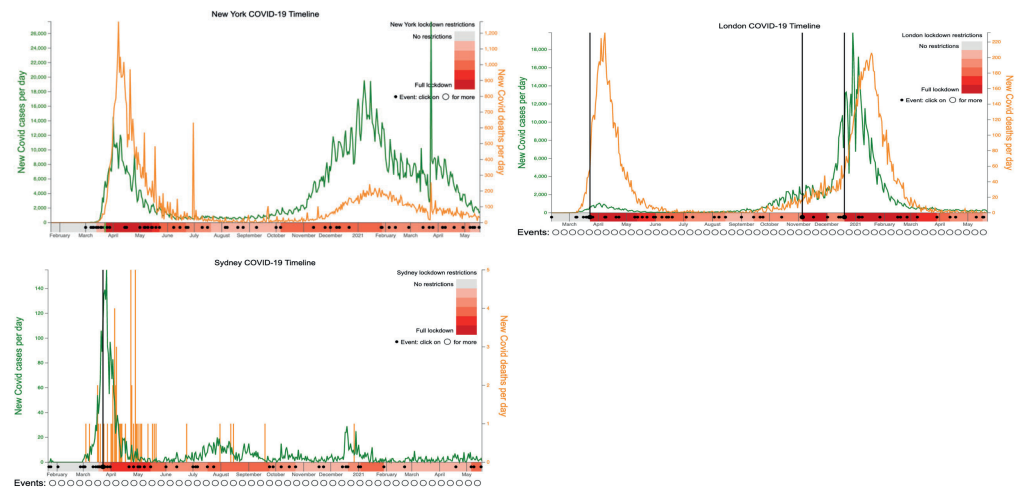 New York COVID-19 Timeline
New York lockdown restrictions
No restrictions
Full lockdown
Event: click on for more
New Covid cases per day
26,000
24,000
22,000
20,000
18,000
16,000
14,000
12,000
10,000
8,000
6,000
4,000
2,000
0
New Covid deaths per day
1,200
1,100
1,000
900
800
700
600
500
400
300
200
100
0
February March April May June July August September October November December 2021 February March April May
London COVID-19 Timeline
London lockdown restrictions
No restrictions
Full lockdown
Event: click on for more
New Covid cases per day
18,000
16,000
14,000
12,000
10,000
8,000
6,000
4,000
2,000
0
New Covid deaths per day
220
200
180
160
140
120
100
80
60
40
20
0
March April May June July August September October November December 2021 February March April May
Events:
Sydney COVID-19 Timeline
Sydney lockdown restrictions
No restrictions
Full lockdown
Event: click on for more
New Covid cases per day
140
120
100
80
60
40
20
0
New Covid deaths per day
5
4
3
2
1
0
February March April May June July August September October November December 2021 February March April May
Events: